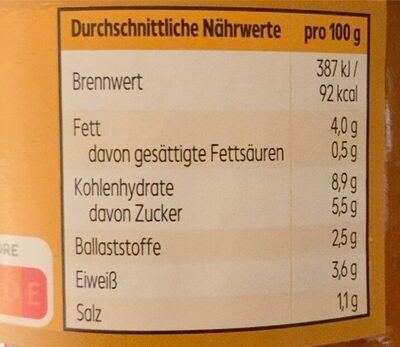 Durchschnittliche Nährwerte pro 100 g
387 kJ /
Brennwert 92 kcal
Fett 4,0 g
davon gesättigte Fettsäuren 0,5 g
Kohlenhydrate 8,9 g
davon Zucker 5,5 g
Ballaststoffe 2,5 g
Eiweiß 3,6 g
Salz 1,1 g
ORE
D E